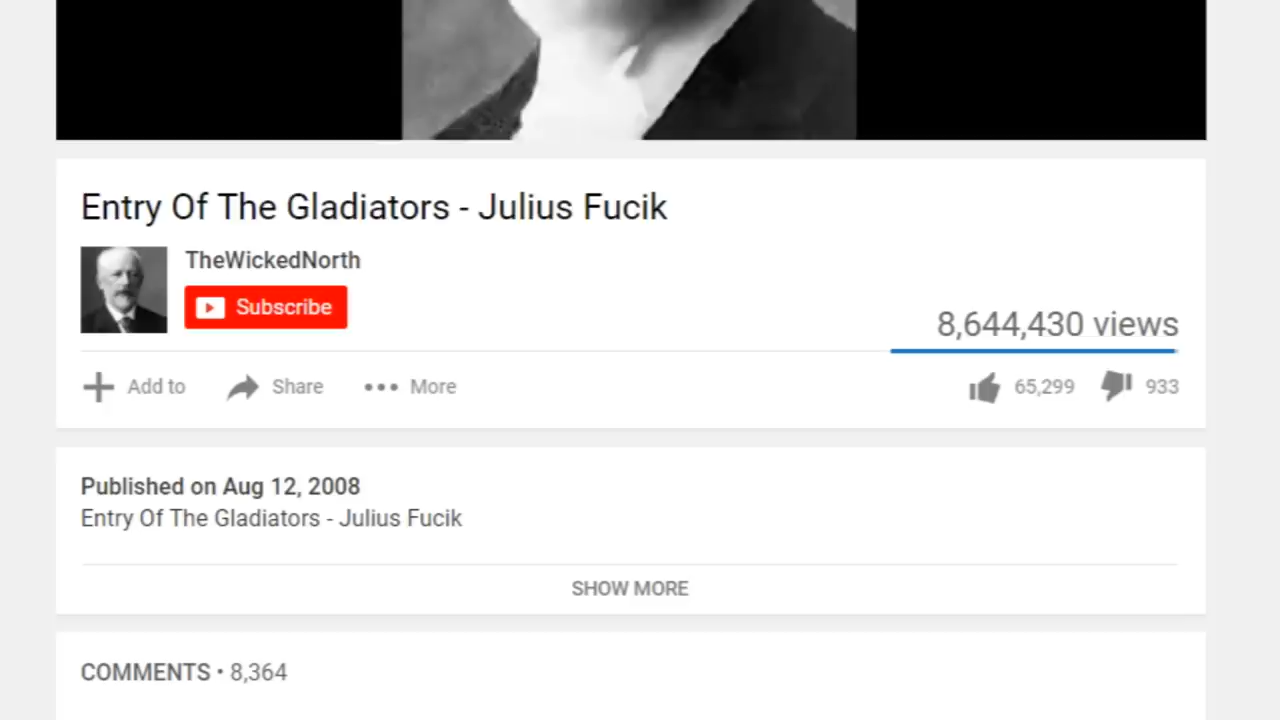 Entry Of The Gladiators - Julius Fucik
TheWickedNorth
Subscribe
8,644,430 views
Add to Share More 65,299 933
Published on Aug 12, 2008
Entry Of The Gladiators - Julius Fucik
SHOW MORE
COMMENTS • 8,364